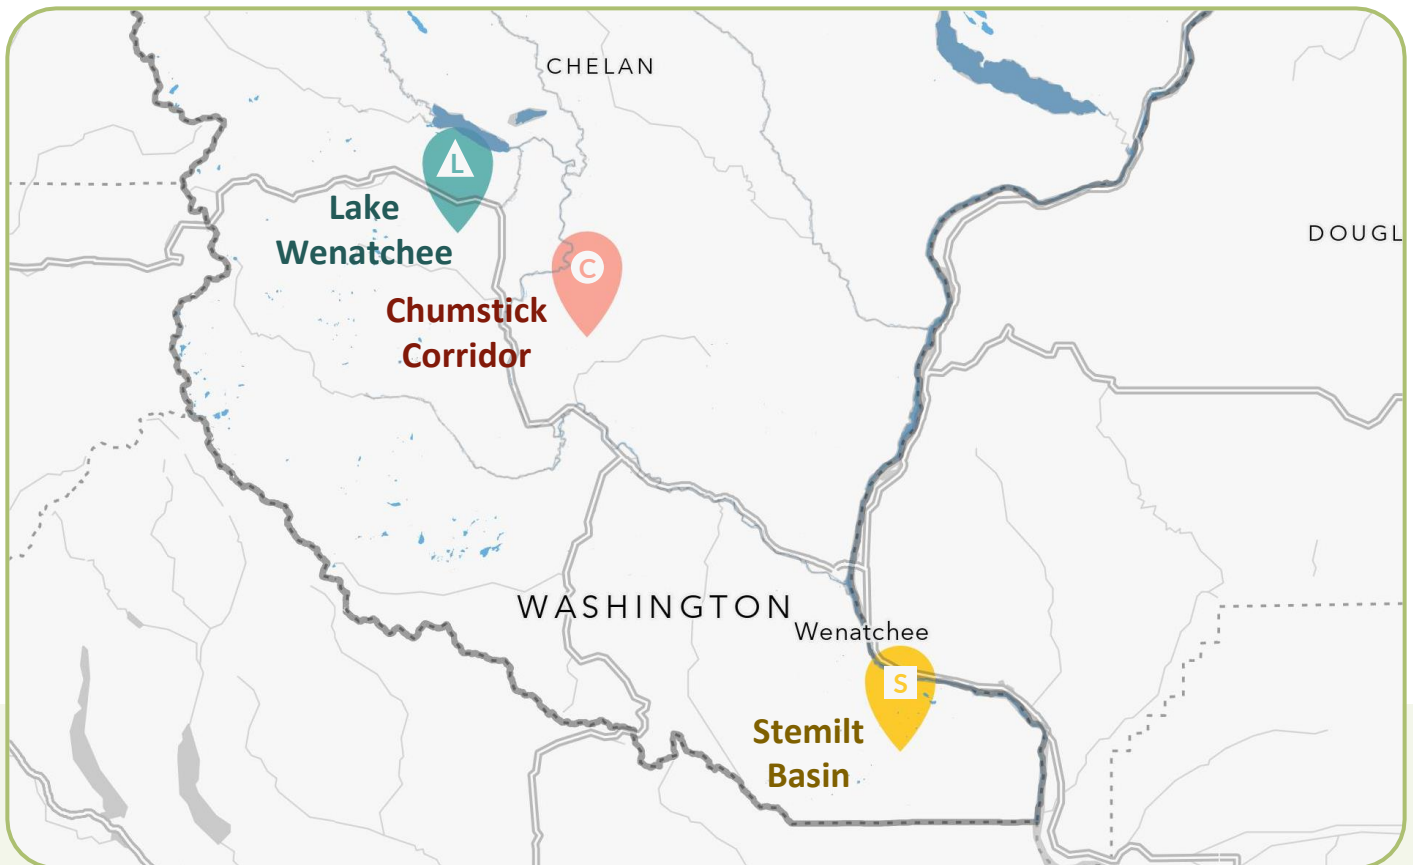 CHELAN
L
Lake
Wenatchee
DOUGL
C
Chumstick
Corridor
WASHINGTON
Wenatchee
S
Stemilt
Basin